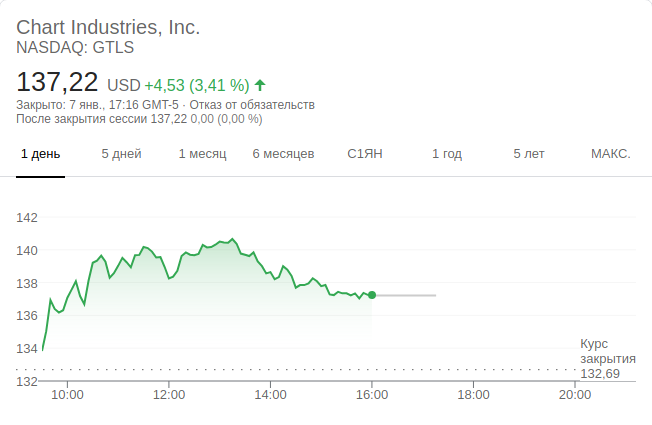 Chart Industries, Inc.
NASDAQ: GTLS
137,22 USD +4,53 (3,41 %)
Закрыто: 7 янв., 17:16 GMT-5 · Отказ от обязательств
После закрытия сессии 137,22 0,00 (0,00 %)
1 день 5 дней 1 месяц 6 месяцев С1ЯН 1 год 5 лет МАКС.
142
140
138
136
134
132
Курс
закрытия
132,69
10:00 12:00 14:00 16:00 18:00 20:00